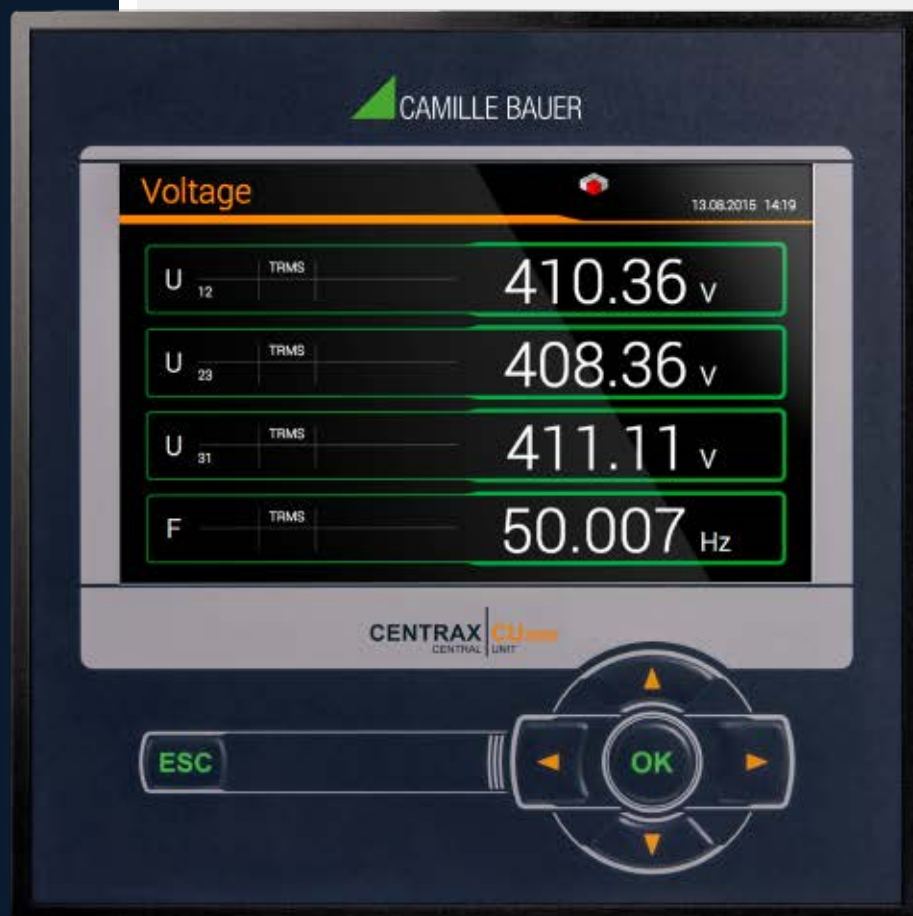 CAMILLE BAUER
Voltage
13.08.2015 14:19
U 12 TRMS 410.36 V
U 23 TRMS 408.36 V
U 31 TRMS 411.11 V
F TRMS 50.007 Hz
CENTRAX CU
CENTRAL UNIT
ESC
OK